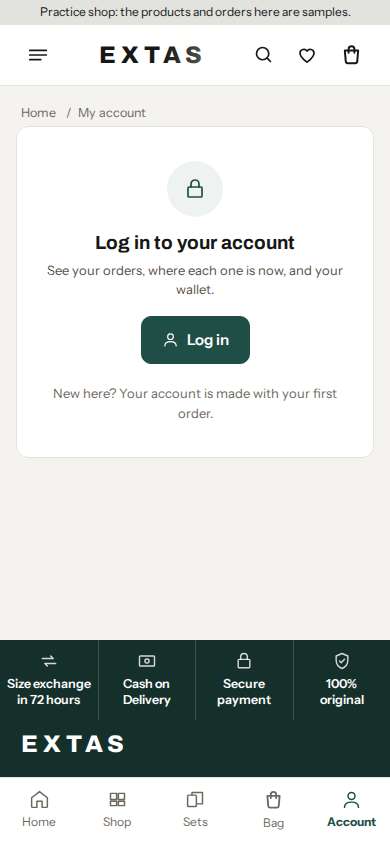 Practice shop: the products and orders here are samples.
EXTAS
Home / My account
Log in to your account
See your orders, where each one is now, and your
wallet.
Log in
New here? Your account is made with your first
order.
Size exchange
in 72 hours
Cash on
Delivery
Secure
payment
100%
original
EXTAS
Home
Shop
Sets
Bag
Account